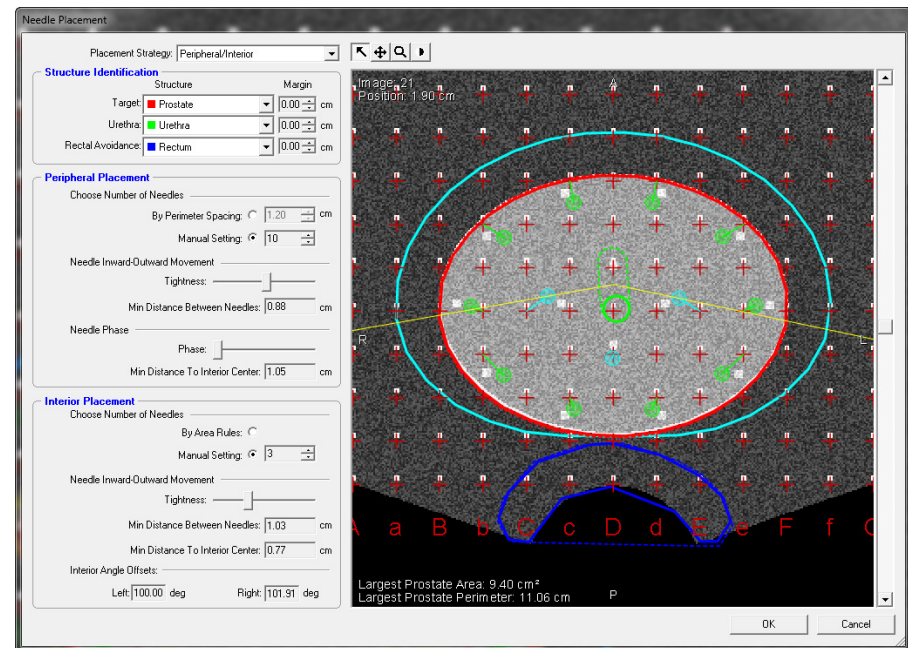 Needle Placement
Placement Strategy: Peripheral/Interior
Structure Identification
Structure Margin
Target: Prostate 0.00 cm
Urethra: Urethra 0.00 cm
Rectal Avoidance: Rectum 0.00 cm
Peripheral Placement
Choose Number of Needles
By Perimeter Spacing: 1.20 cm
Manual Setting: 10
Needle Inward-Outward Movement
Tightness:
Min Distance Between Needles: 0.88 cm
Needle Phase
Phase:
Min Distance To Interior Center: 1.05 cm
Interior Placement
Choose Number of Needles
By Area Rules:
Manual Setting: 3
Needle Inward-Outward Movement
Tightness:
Min Distance Between Needles: 1.03 cm
Min Distance To Interior Center: 0.77 cm
Interior Angle Offsets:
Left: 100.00 deg Right: 101.91 deg
Image: 21
Position: 1.90 cm
A
R L
A a B b C c D d E e F f G
Largest Prostate Area: 9.40 cm²
Largest Prostate Perimeter: 11.06 cm
P
OK Cancel